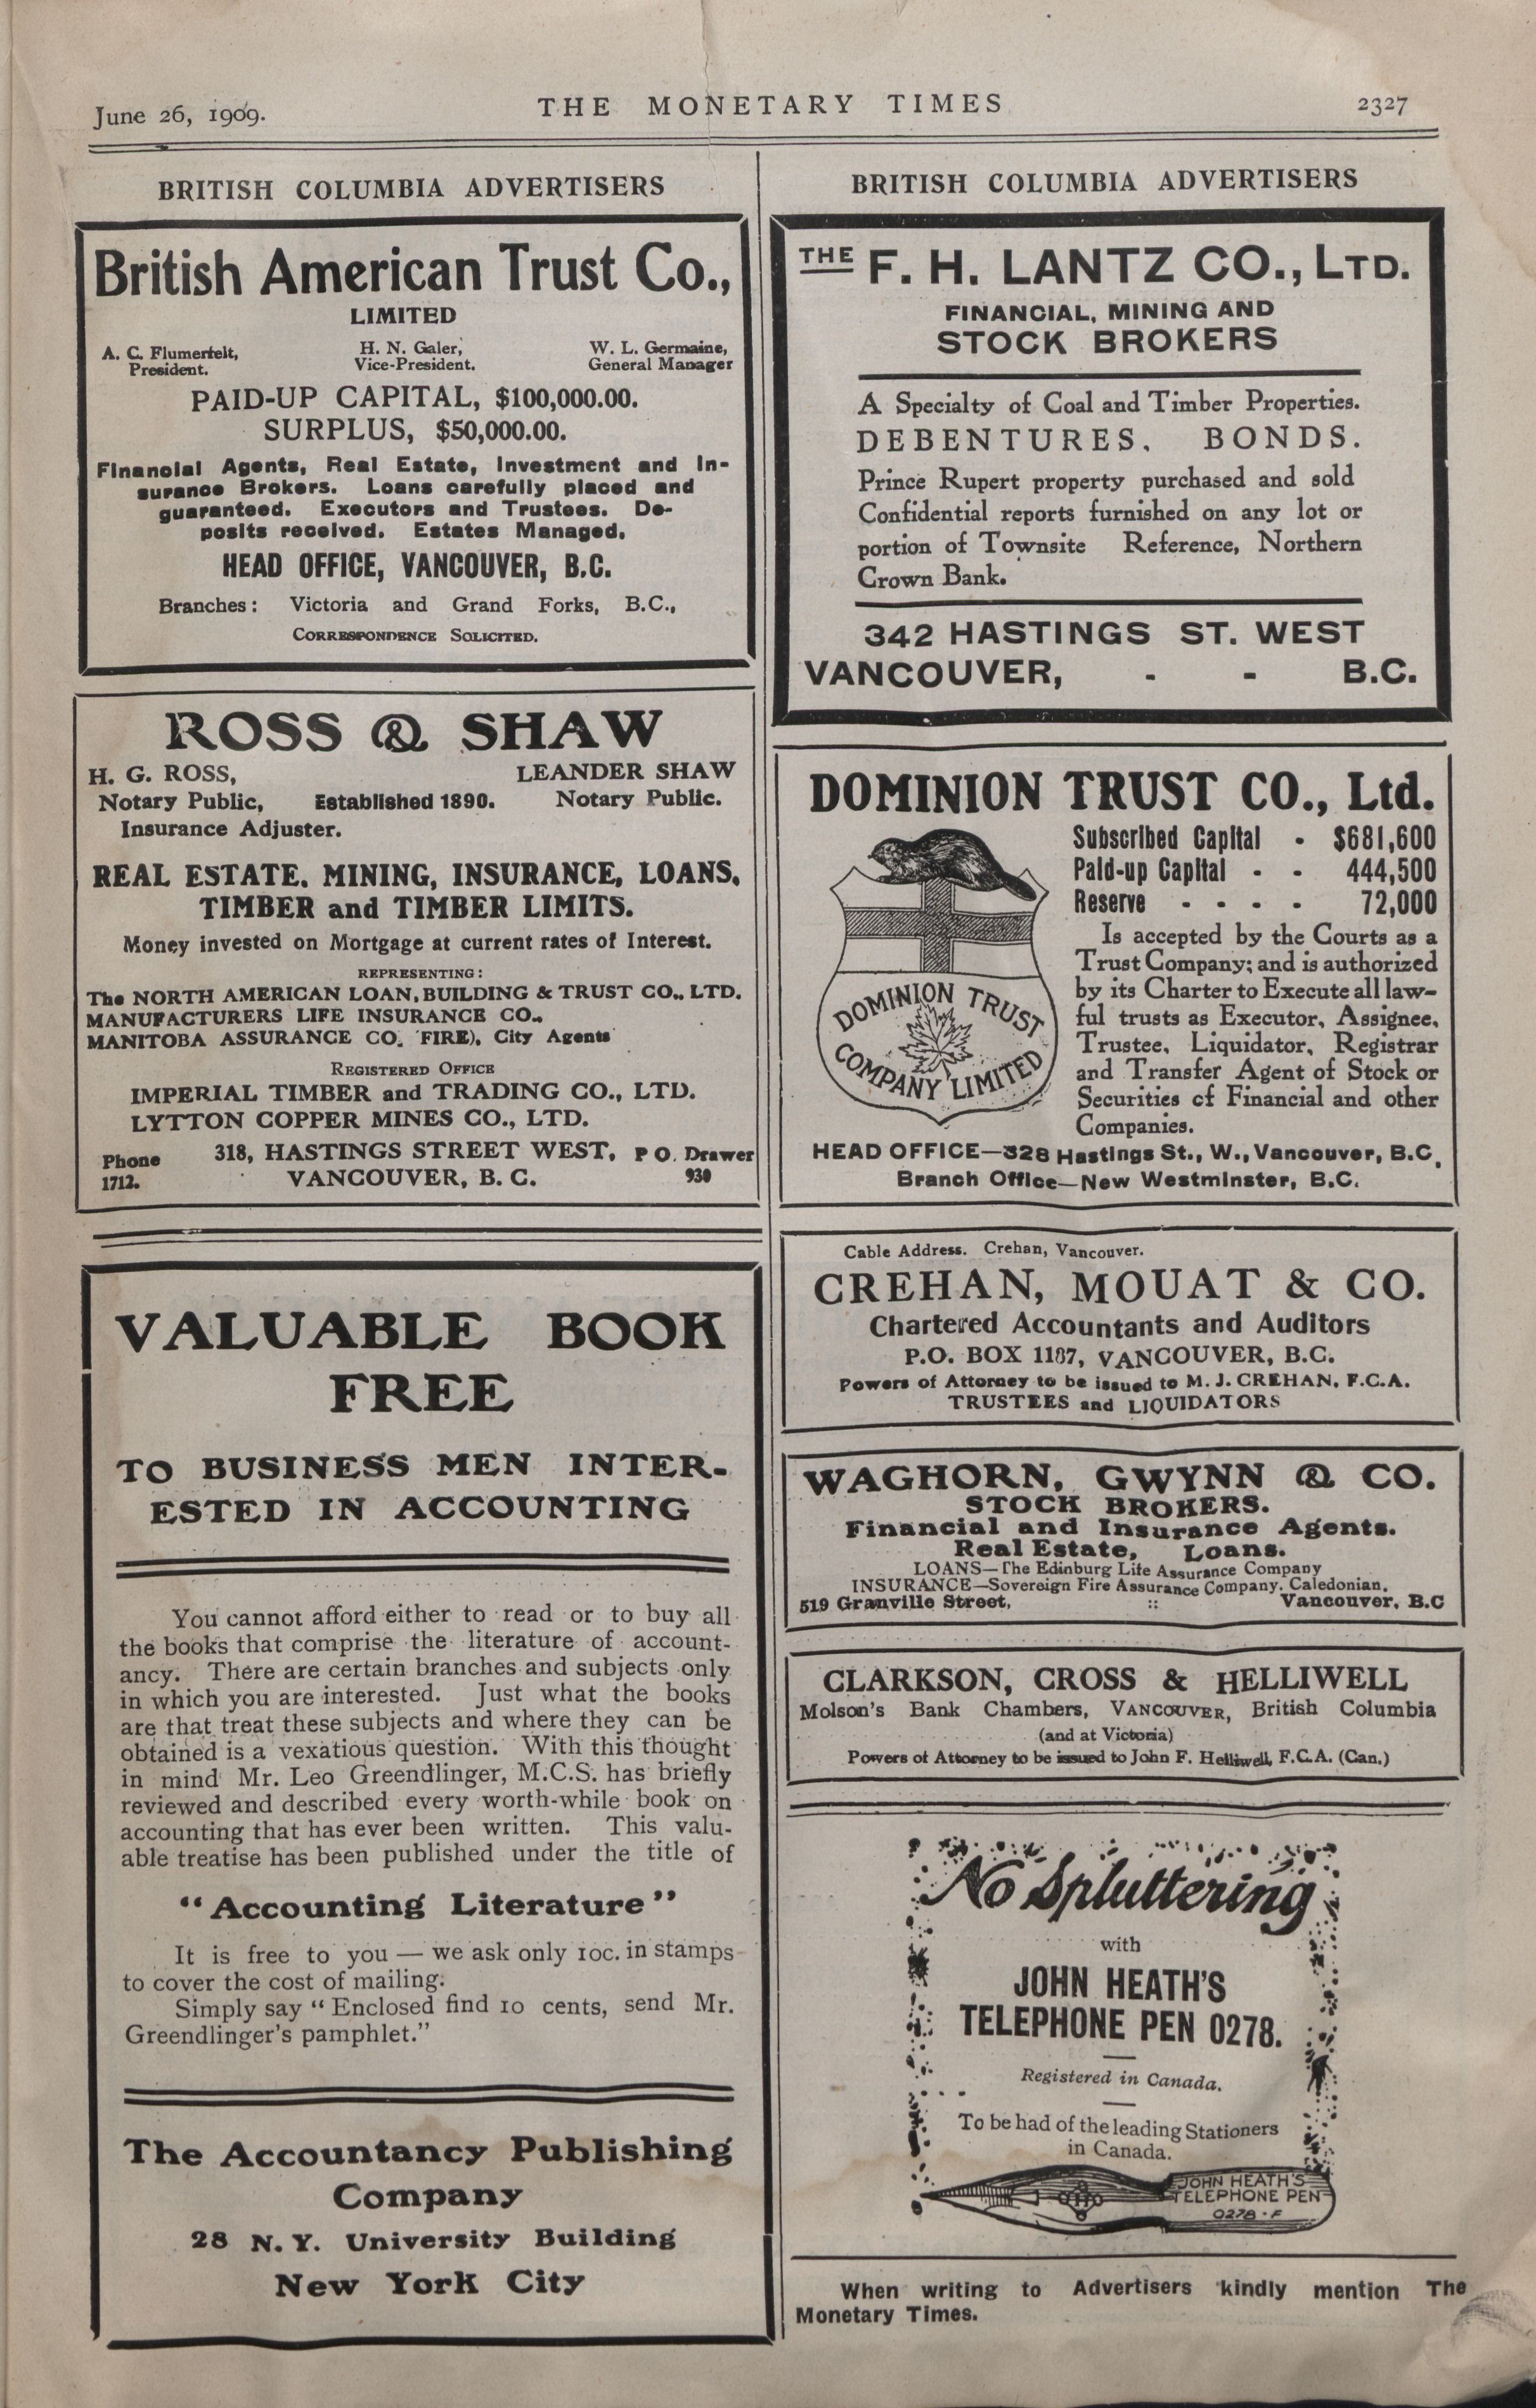 June 26, 1909.
THE MONETARY TIMES
2327
BRITISH COLUMBIA ADVERTISERS
British American Trust Co.,
LIMITED
A. C. Flumerfelt,
President.
H. N. Galer,
Vice-President.
W. L. Germaine,
General Manager
PAID-UP CAPITAL, $100,000.00.
SURPLUS, $50,000.00.
Financial Agents, Real Estate, Investment and In-
surance Brokers. Loans carefully placed and
guaranteed. Executors and Trustees. De-
posits received. Estates Managed.
HEAD OFFICE, VANCOUVER, B.C.
Branches: Victoria and Grand Forks, B.C.,
CORRESPONDENCE SOLICITED.
ROSS & SHAW
H. G. ROSS,
LEANDER SHAW
Notary Public, Established 1890. Notary Public.
Insurance Adjuster.
REAL ESTATE, MINING, INSURANCE, LOANS,
TIMBER and TIMBER LIMITS.
Money invested on Mortgage at current rates of Interest.
REPRESENTING:
The NORTH AMERICAN LOAN, BUILDING & TRUST CO., LTD.
MANUFACTURERS LIFE INSURANCE CO.,
MANITOBA ASSURANCE CO. FIRE), City Agents
REGISTERED OFFICE
IMPERIAL TIMBER and TRADING CO., LTD.
LYTTON COPPER MINES CO., LTD.
Phone
1712.
318, HASTINGS STREET WEST,
VANCOUVER, B. C.
P O. Drawer
930
VALUABLE BOOK
FREE
TO BUSINESS MEN INTER-
ESTED IN ACCOUNTING
You cannot afford either to read or to buy all
the books that comprise the literature of account-
ancy. There are certain branches and subjects only
in which you are interested. Just what the books
are that treat these subjects and where they can be
obtained is a vexatious question. With this thought
in mind Mr. Leo Greendlinger, M.C.S. has briefly
reviewed and described every worth-while book on
accounting that has ever been written. This valu-
able treatise has been published under the title of
"Accounting Literature"
It is free to you — we ask only 10c. in stamps
to cover the cost of mailing.
Simply say "Enclosed find 10 cents, send Mr.
Greendlinger's pamphlet."
The Accountancy Publishing
Company
28 N. Y. University Building
New York City
BRITISH COLUMBIA ADVERTISERS
THE F. H. LANTZ CO., LTD.
FINANCIAL, MINING AND
STOCK BROKERS
A Specialty of Coal and Timber Properties.
DEBENTURES. BONDS.
Prince Rupert property purchased and sold
Confidential reports furnished on any lot or
portion of Townsite Reference, Northern
Crown Bank.
342 HASTINGS ST. WEST
VANCOUVER, - - B.C.
DOMINION TRUST CO., Ltd.
DOMINION TRUST
COMPANY LIMITED
Subscribed Capital - $681,600
Paid-up Capital - - 444,500
Reserve - - - - 72,000
Is accepted by the Courts as a
Trust Company; and is authorized
by its Charter to Execute all law-
ful trusts as Executor, Assignee,
Trustee, Liquidator, Registrar
and Transfer Agent of Stock or
Securities of Financial and other
Companies.
HEAD OFFICE—328 Hastings St., W., Vancouver, B.C.
Branch Office—New Westminster, B.C.
Cable Address. Crehan, Vancouver.
CREHAN, MOUAT & CO.
Chartered Accountants and Auditors
P.O. BOX 1187, VANCOUVER, B.C.
Powers of Attorney to be issued to M. J. CREHAN, F.C.A.
TRUSTEES and LIQUIDATORS
WAGHORN, GWYNN & CO.
STOCK BROKERS.
Financial and Insurance Agents.
Real Estate, Loans.
LOANS—The Edinburg Life Assurance Company
INSURANCE—Sovereign Fire Assurance Company. Caledonian.
519 Granville Street, :: Vancouver, B.C
CLARKSON, CROSS & HELLIWELL
Molson's Bank Chambers, VANCOUVER, British Columbia
(and at Victoria)
Powers of Attorney to be issued to John F. Helliwell, F.C.A. (Can.)
No Spluttering
with
JOHN HEATH'S
TELEPHONE PEN 0278.
Registered in Canada.
To be had of the leading Stationers
in Canada.
JOHN HEATH'S
TELEPHONE PEN
0278 · F
When writing to Advertisers kindly mention The
Monetary Times.